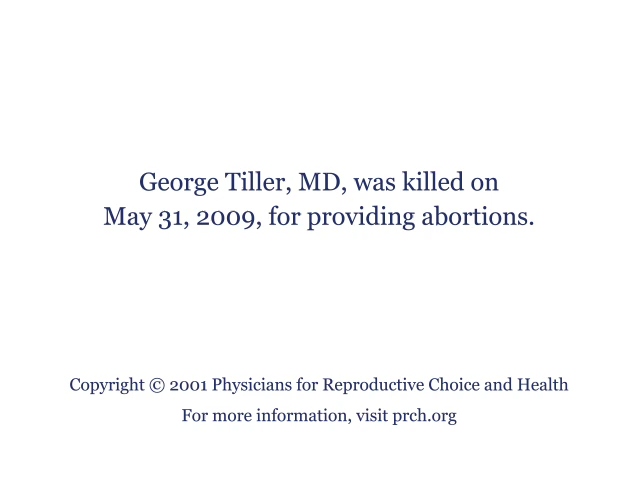 George Tiller, MD, was killed on
May 31, 2009, for providing abortions.
Copyright © 2001 Physicians for Reproductive Choice and Health
For more information, visit prch.org